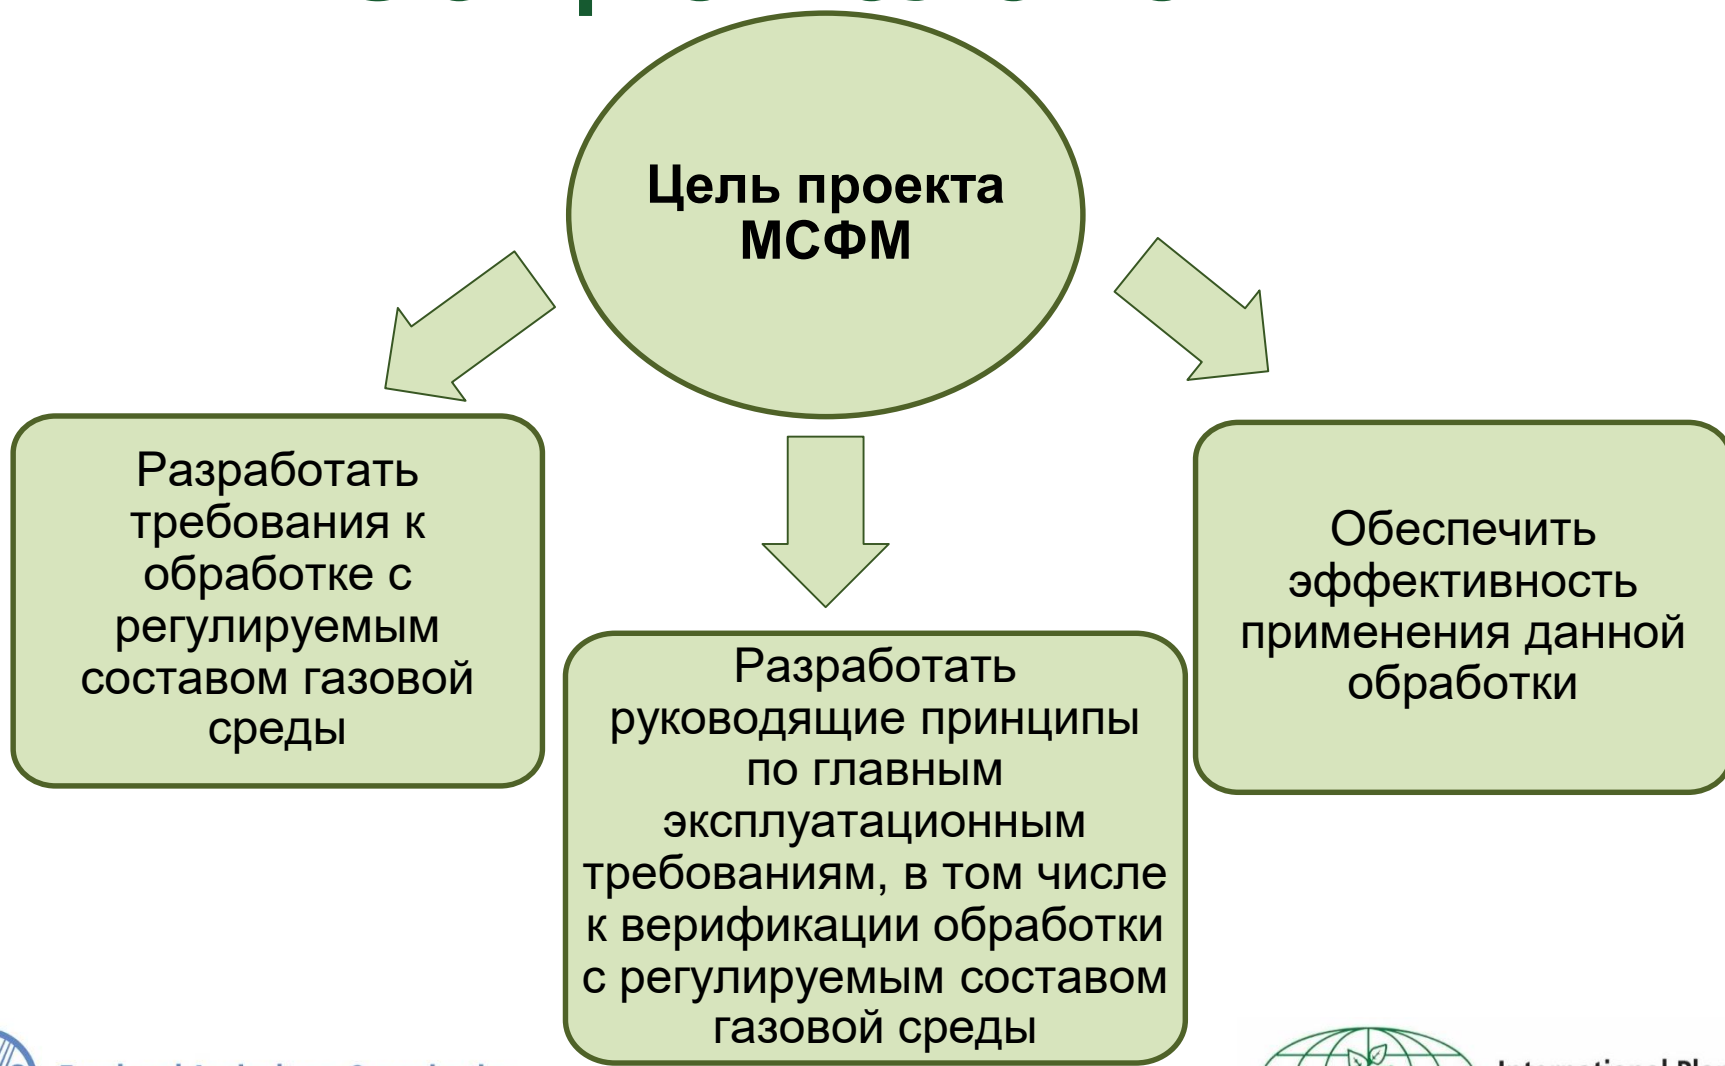 Цель проекта
МСФМ
Разработать
требования к
обработке с
регулируемым
составом газовой
среды
Разработать
руководящие принципы
по главным
эксплуатационным
требованиям, в том числе
к верификации обработки
с регулируемым составом
газовой среды
Обеспечить
эффективность
применения данной
обработки